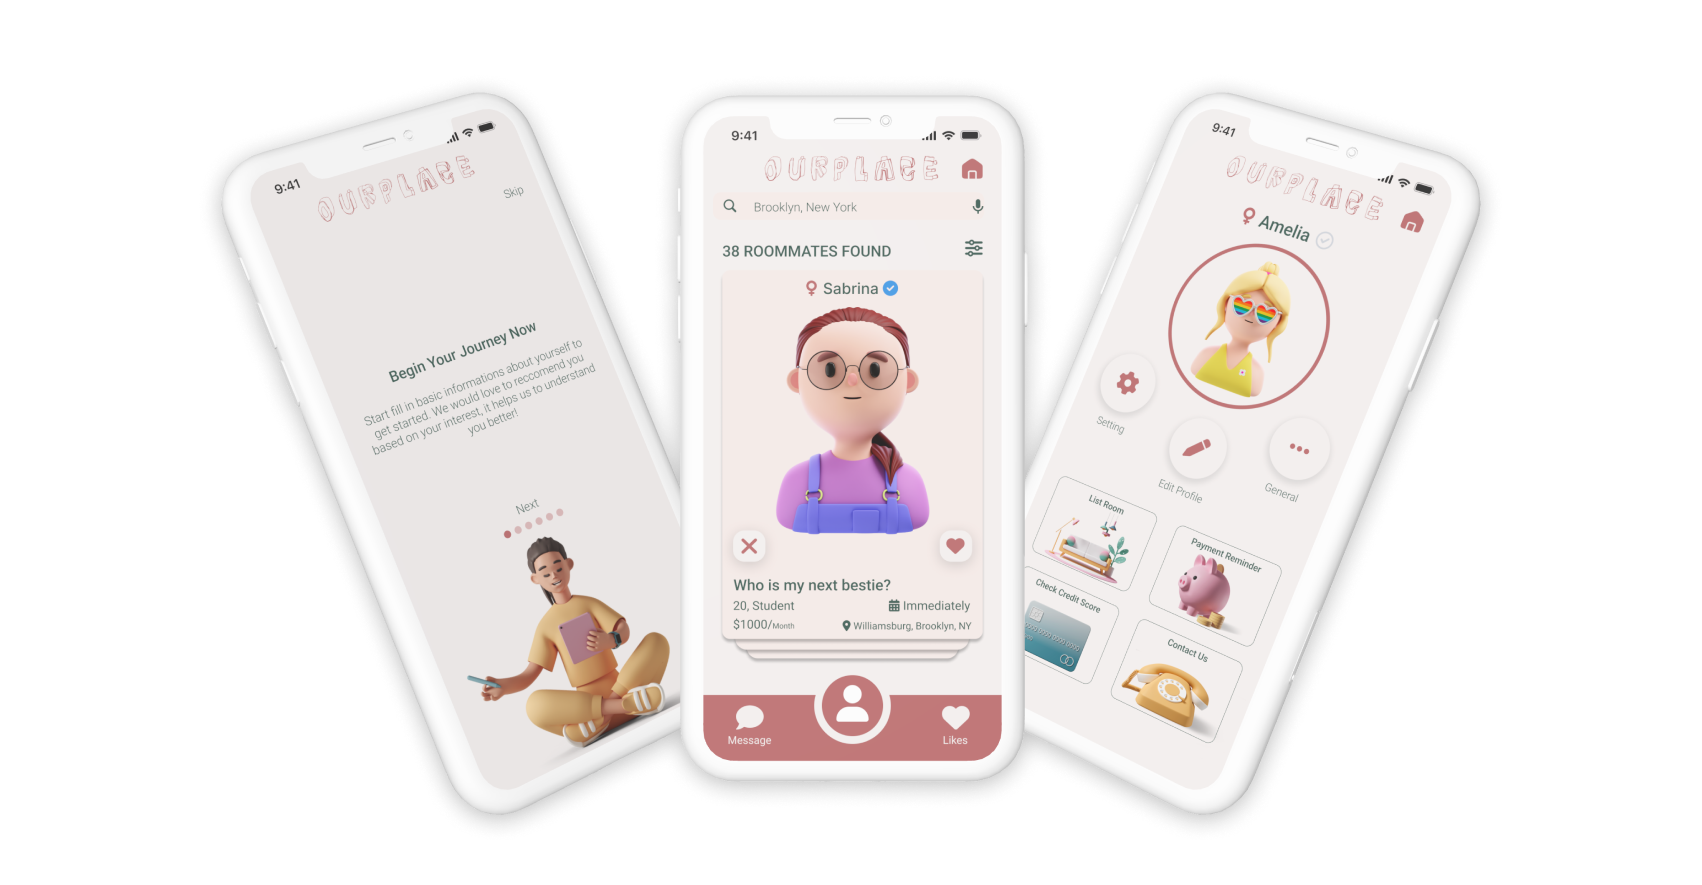 9:41
OURPLACE
Skip
Begin Your Journey Now
Start fill in basic informations about yourself to
get started. We would love to reccomend you
based on your interest, it helps us to understand
you better!
Next
9:41
OURPLACE
Brooklyn, New York
38 ROOMMATES FOUND
Sabrina
Who is my next bestie?
20, Student
Immediately
$1000/Month
Williamsburg, Brooklyn, NY
Message
Likes
9:41
OURPLACE
Amelia
Setting
Edit Profile
General
List Room
Payment Reminder
Check Credit Score
Contact Us